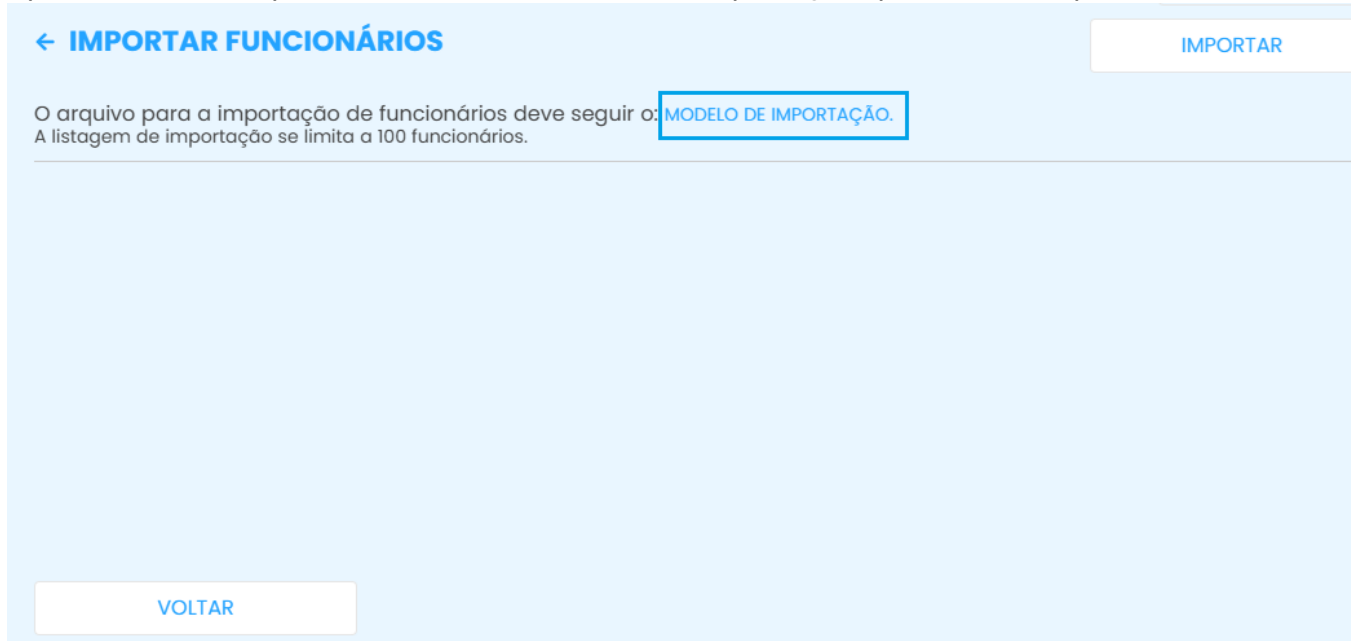 ← IMPORTAR FUNCIONÁRIOS
IMPORTAR
O arquivo para a importação de funcionários deve seguir o: MODELO DE IMPORTAÇÃO.
A listagem de importação se limita a 100 funcionários.
VOLTAR